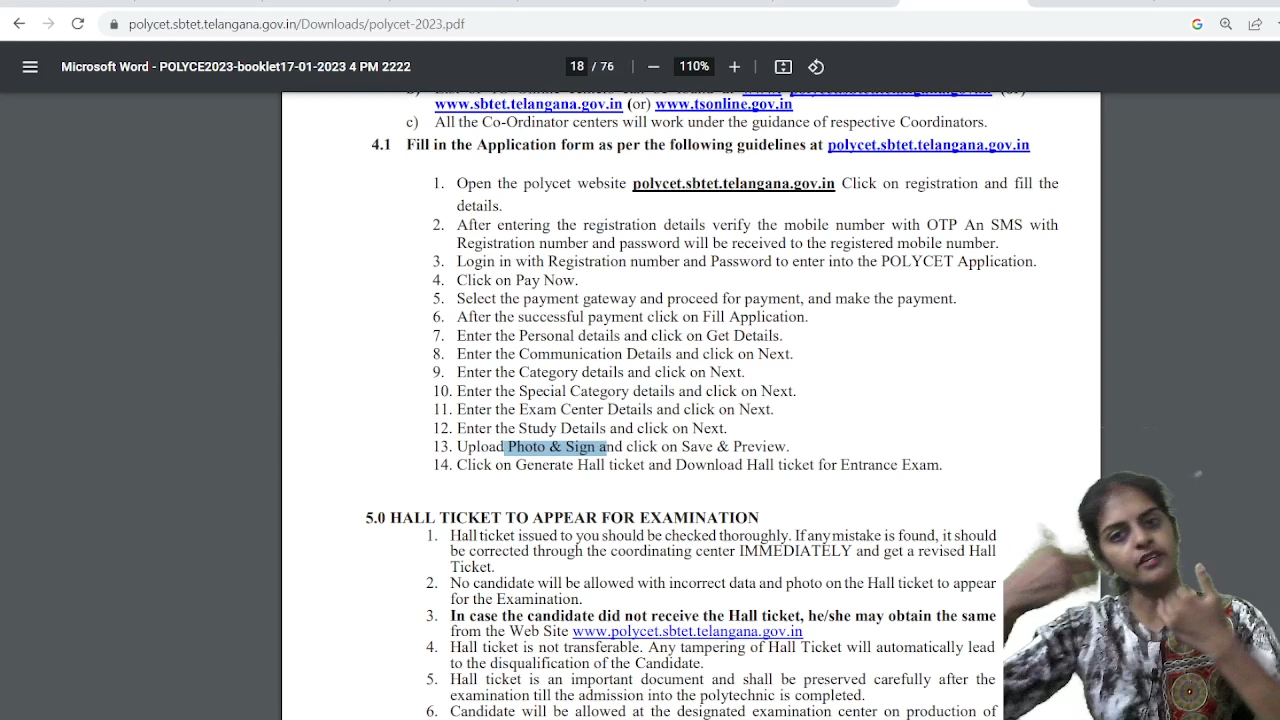 polycet.sbtet.telangana.gov.in/Downloads/polycet-2023.pdf
Microsoft Word - POLYCE2023-booklet17-01-2023 4 PM 2222
18 / 76
110%
www.sbtet.telangana.gov.in (or) www.tsonline.gov.in
c) All the Co-Ordinator centers will work under the guidance of respective Coordinators.
4.1 Fill in the Application form as per the following guidelines at polycet.sbtet.telangana.gov.in
1. Open the polycet website polycet.sbtet.telangana.gov.in Click on registration and fill the
details.
2. After entering the registration details verify the mobile number with OTP An SMS with
Registration number and password will be received to the registered mobile number.
3. Login in with Registration number and Password to enter into the POLYCET Application.
4. Click on Pay Now.
5. Select the payment gateway and proceed for payment, and make the payment.
6. After the successful payment click on Fill Application.
7. Enter the Personal details and click on Get Details.
8. Enter the Communication Details and click on Next.
9. Enter the Category details and click on Next.
10. Enter the Special Category details and click on Next.
11. Enter the Exam Center Details and click on Next.
12. Enter the Study Details and click on Next.
13. Upload Photo & Sign and click on Save & Preview.
14. Click on Generate Hall ticket and Download Hall ticket for Entrance Exam.
5.0 HALL TICKET TO APPEAR FOR EXAMINATION
1. Hall ticket issued to you should be checked thoroughly. If any mistake is found, it should
be corrected through the coordinating center IMMEDIATELY and get a revised Hall
Ticket.
2. No candidate will be allowed with incorrect data and photo on the Hall ticket to appear
for the Examination.
3. In case the candidate did not receive the Hall ticket, he/she may obtain the same
from the Web Site www.polycet.sbtet.telangana.gov.in
4. Hall ticket is not transferable. Any tampering of Hall Ticket will automatically lead
to the disqualification of the Candidate.
5. Hall ticket is an important document and shall be preserved carefully after the
examination till the admission into the polytechnic is completed.
6. Candidate will be allowed at the designated examination center on production of